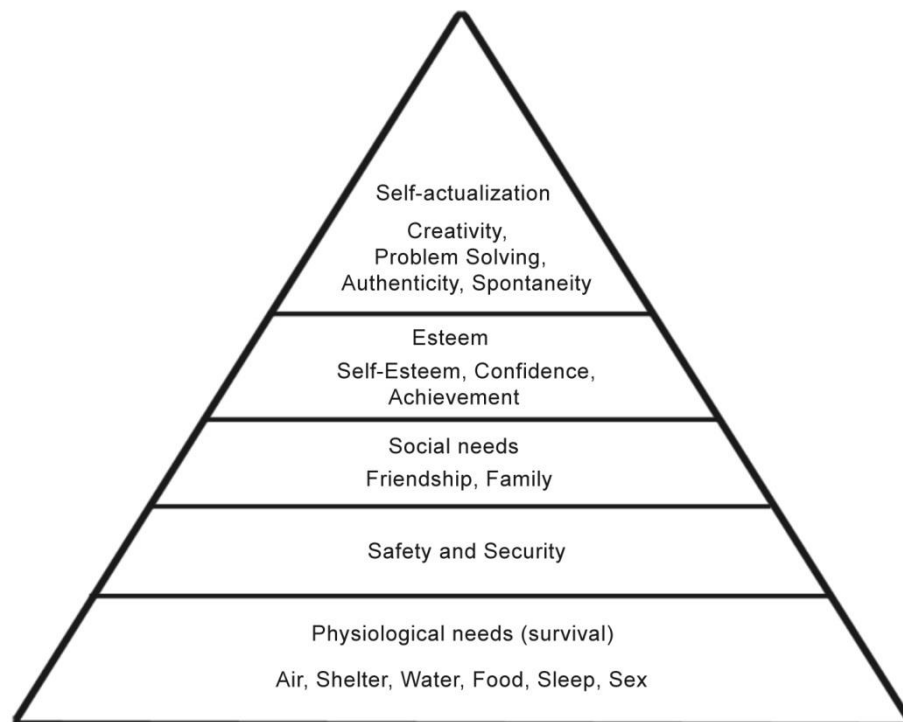 Self-actualization
Creativity,
Problem Solving,
Authenticity, Spontaneity
Esteem
Self-Esteem, Confidence,
Achievement
Social needs
Friendship, Family
Safety and Security
Physiological needs (survival)
Air, Shelter, Water, Food, Sleep, Sex